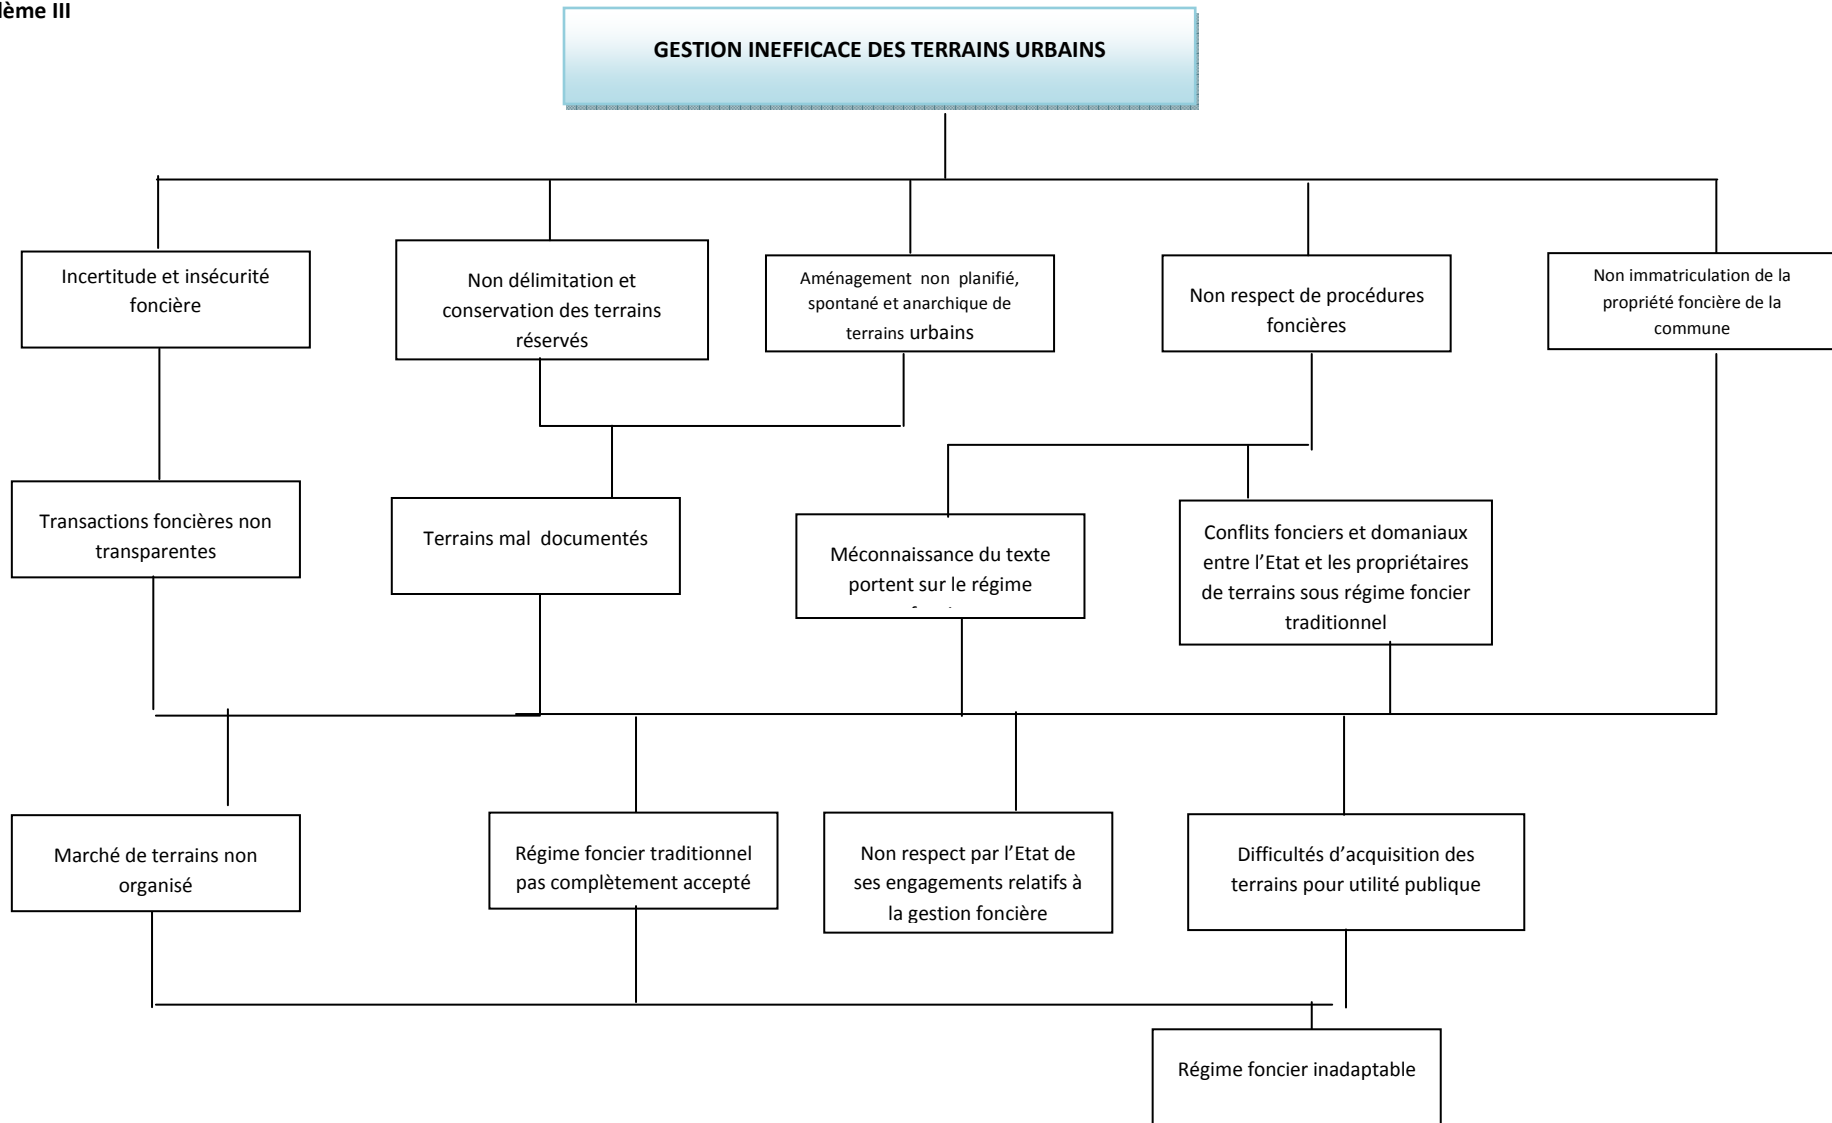 lème III
GESTION INEFFICACE DES TERRAINS URBAINS
Incertitude et insécurité
foncière
Non délimitation et
conservation des terrains
réservés
Aménagement non planifié,
spontané et anarchique de
terrains urbains
Non respect de procédures
foncières
Non immatriculation de la
propriété foncière de la
commune
Transactions foncières non
transparentes
Terrains mal documentés
Méconnaissance du texte
portent sur le régime
Conflits fonciers et domaniaux
entre l’Etat et les propriétaires
de terrains sous régime foncier
traditionnel
Marché de terrains non
organisé
Régime foncier traditionnel
pas complètement accepté
Non respect par l’Etat de
ses engagements relatifs à
la gestion foncière
Difficultés d’acquisition des
terrains pour utilité publique
Régime foncier inadaptable